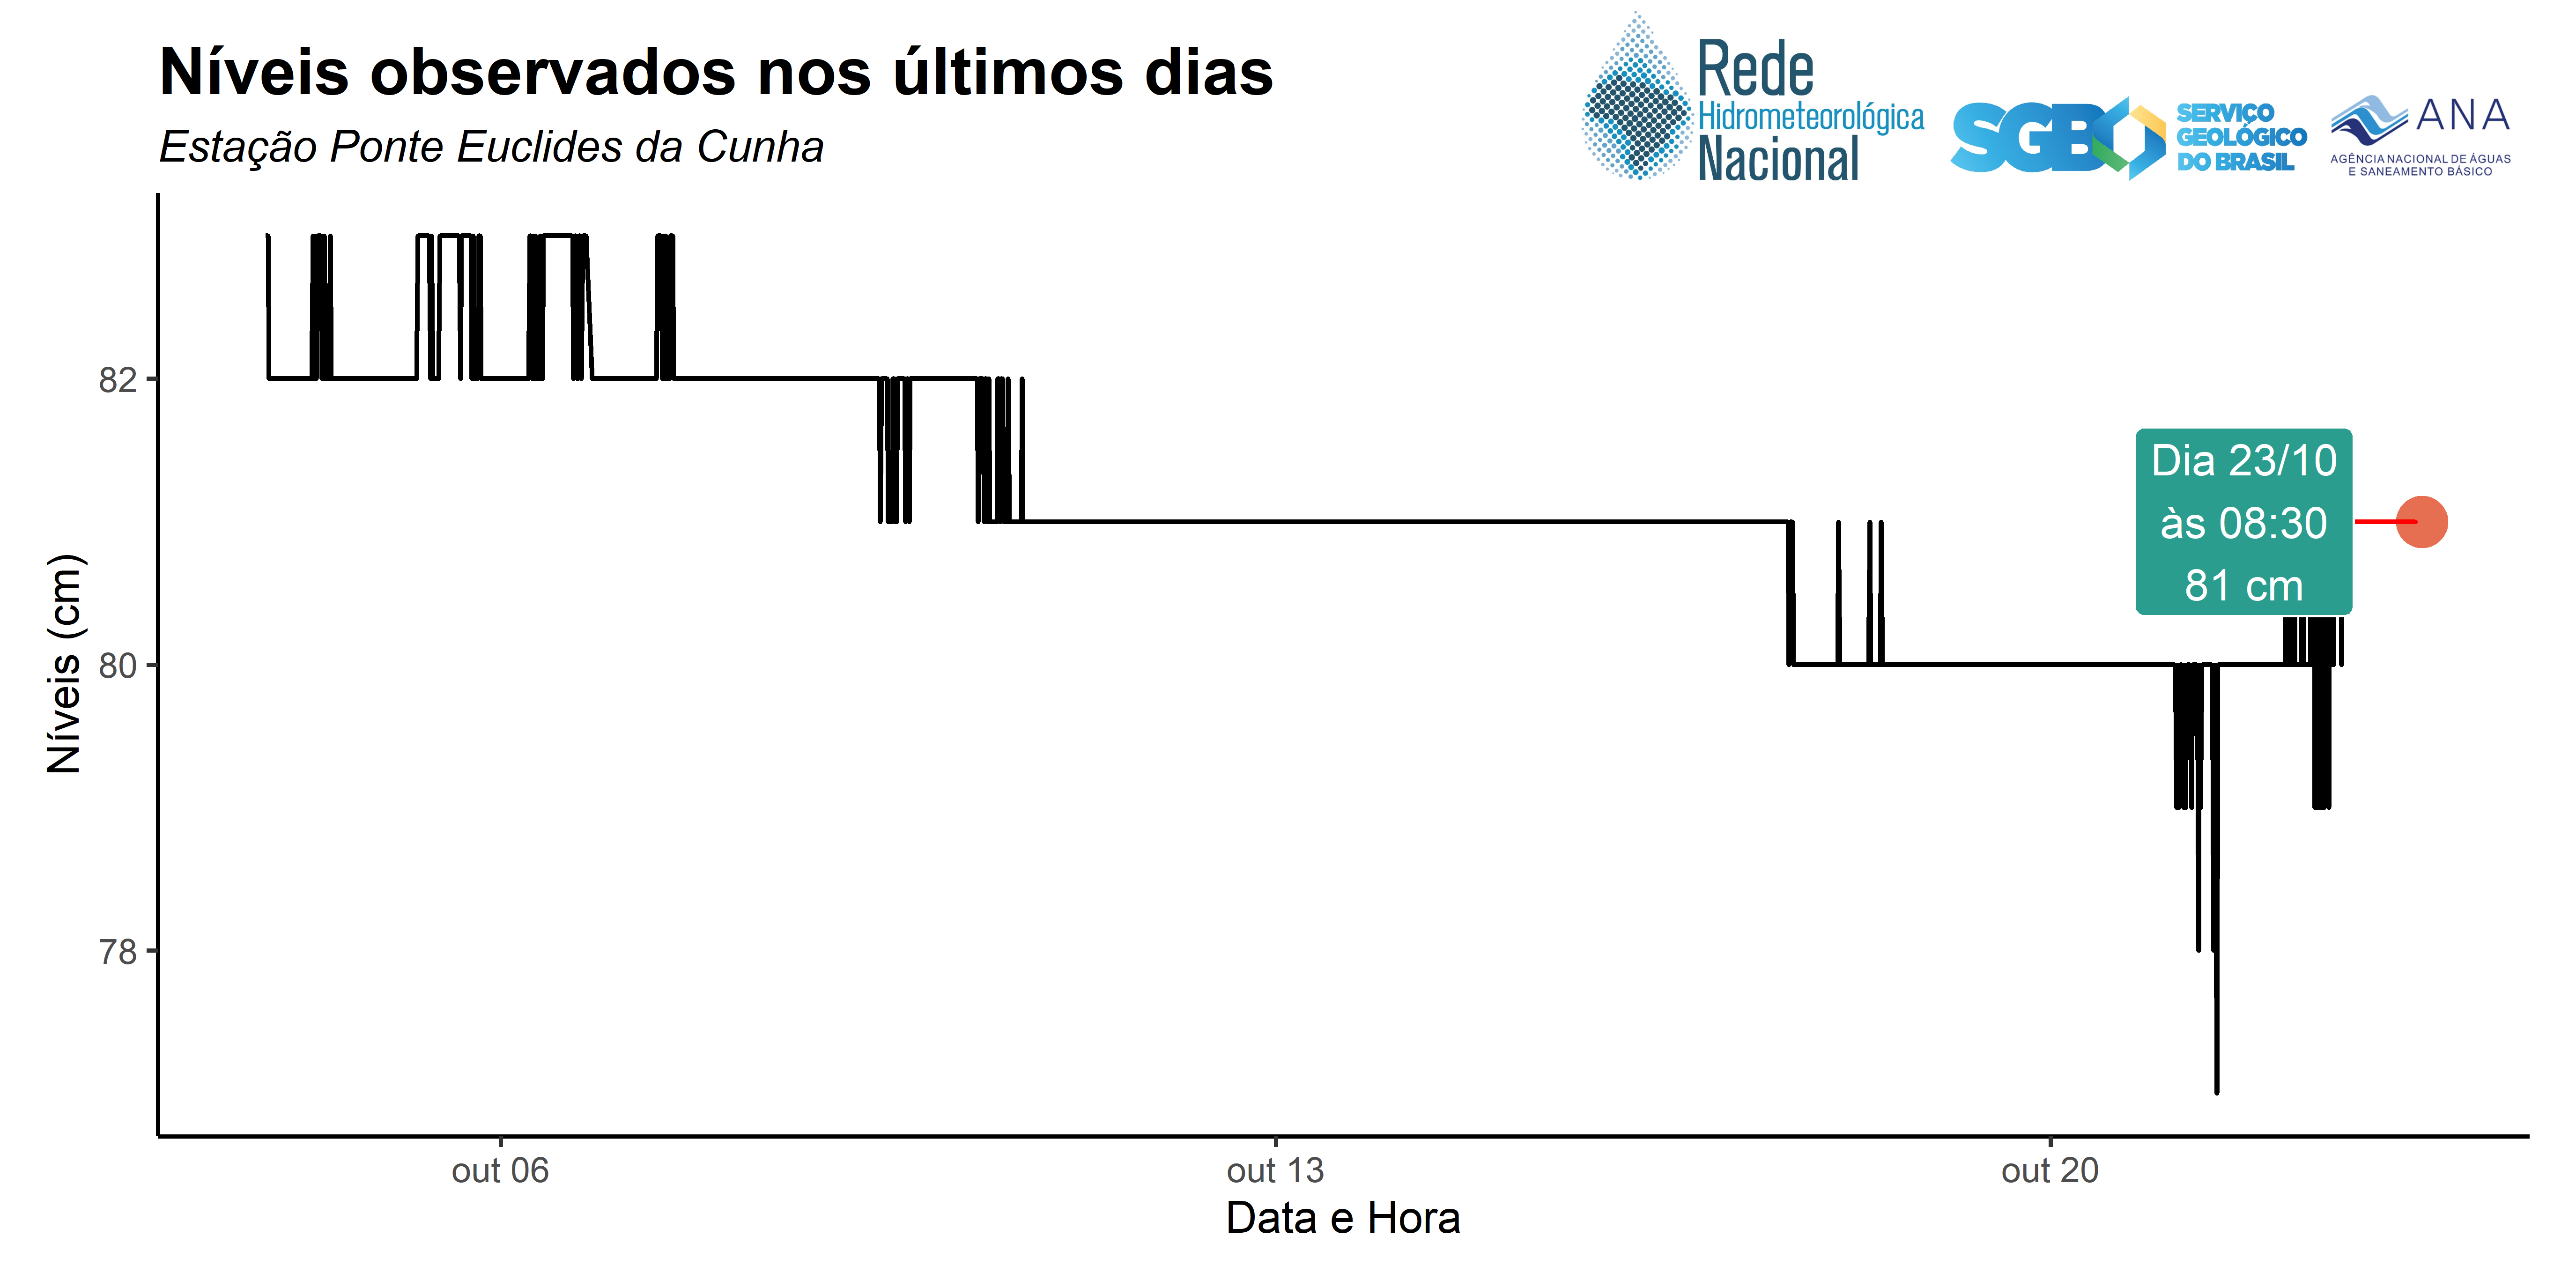 Níveis observados nos últimos dias
Estação Ponte Euclides da Cunha
Rede
Hidrometeorológica
Nacional
SGB
SERVIÇO
GEOLÓGICO
DO BRASIL
ANA
AGÊNCIA NACIONAL DE ÁGUAS
E SANEAMENTO BÁSICO
Níveis (cm)
82
80
78
Dia 23/10
às 08:30
81 cm
out 06
out 13
out 20
Data e Hora